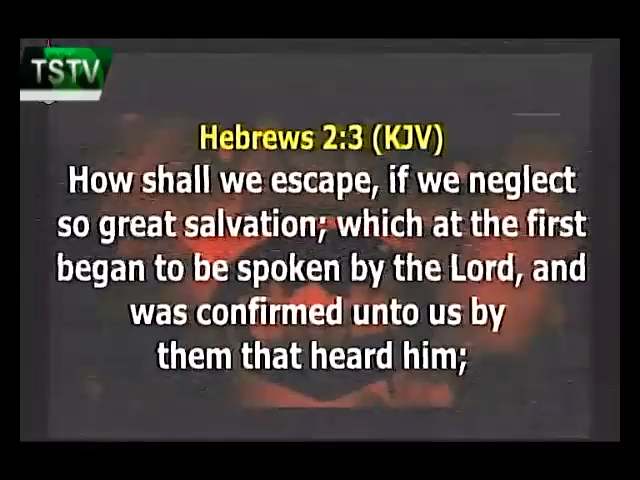 TSTV
Hebrews 2:3 (KJV)
How shall we escape, if we neglect
so great salvation; which at the first
began to be spoken by the Lord, and
was confirmed unto us by
them that heard him;